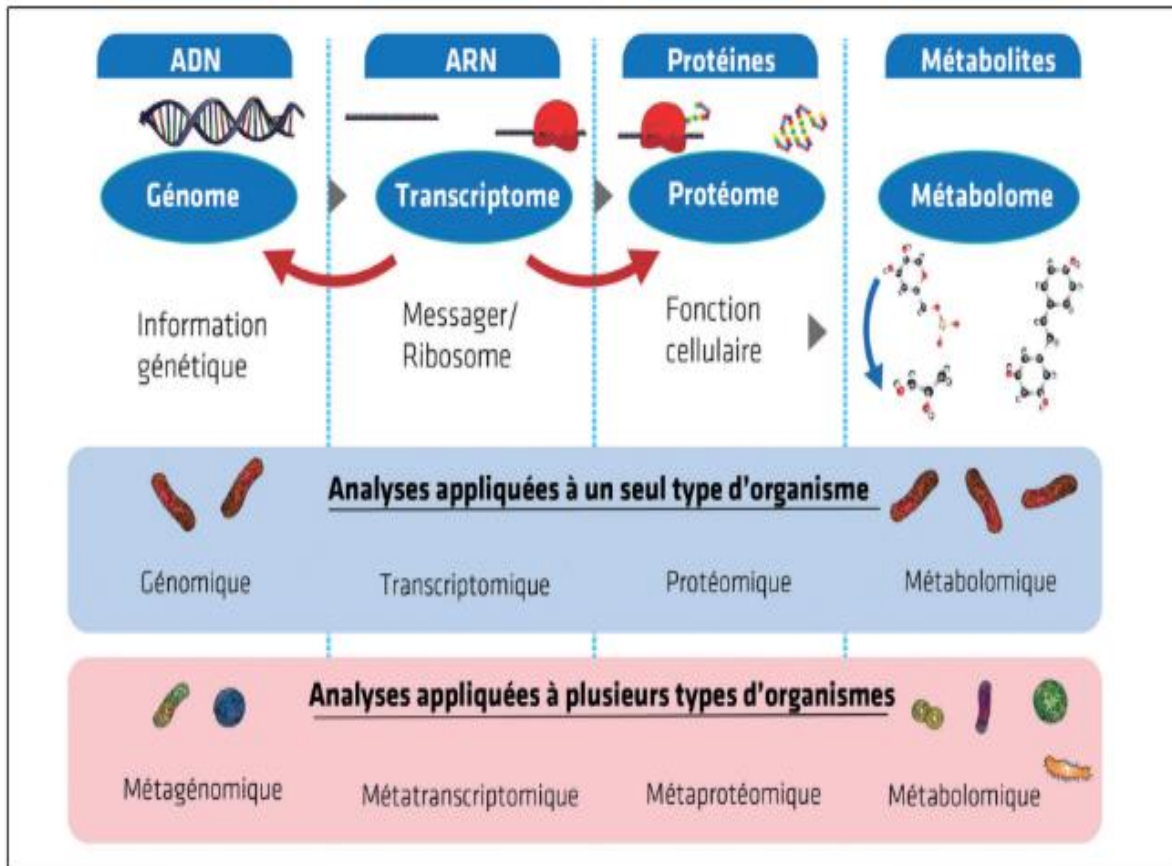 ADN
ARN
Protéines
Métabolites
Génome
Transcriptome
Protéome
Métabolome
Information
génétique
Messager/
Ribosome
Fonction
cellulaire
Analyses appliquées à un seul type d'organisme
Génomique
Transcriptomique
Protéomique
Métabolomique
Analyses appliquées à plusieurs types d'organismes
Métagénomique
Métatranscriptomique
Métaprotéomique
Métabolomique